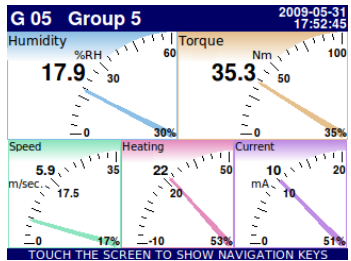 G 05 Group 5
2009-05-31
17:52:45
Humidity
60
%RH
17.9
30
0
30%
Torque
100
Nm
35.3
50
0
35%
Speed
35
5.9
m/sec.
17.5
0
17%
Heating
50
22
20
-10
53%
Current
20
10
mA
10
0
51%
TOUCH THE SCREEN TO SHOW NAVIGATION KEYS